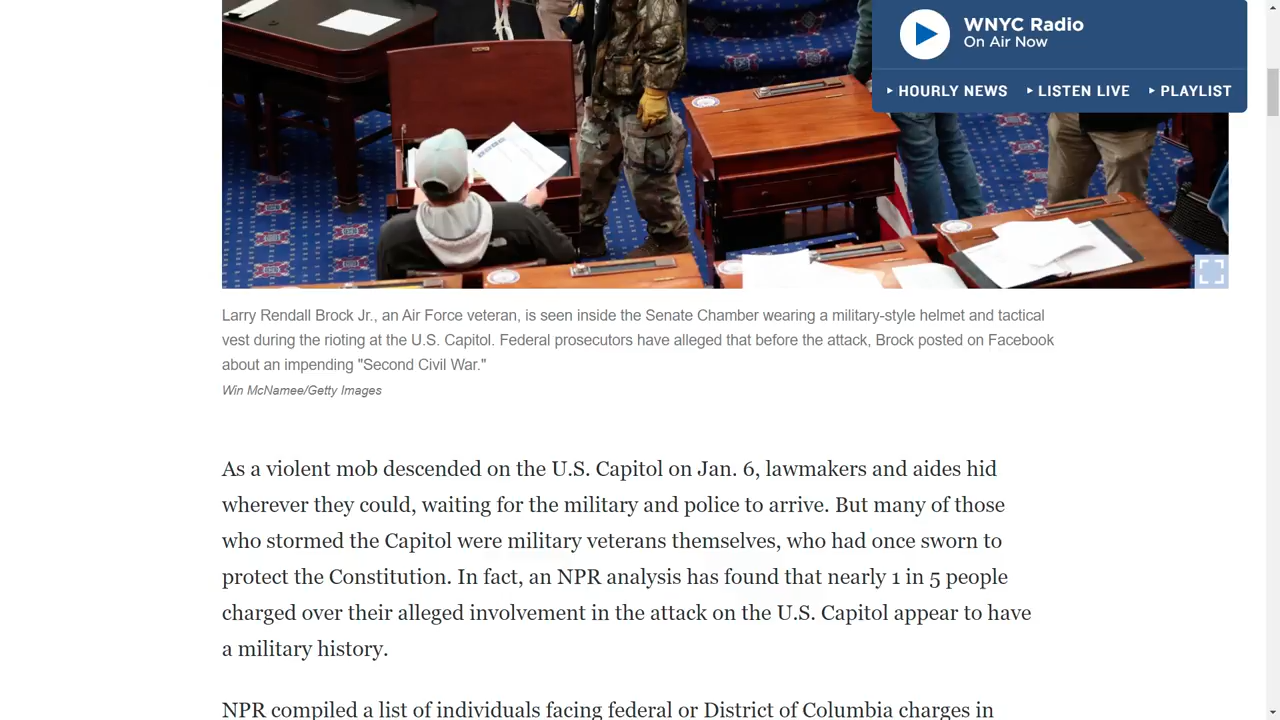 WNYC Radio
On Air Now
HOURLY NEWS LISTEN LIVE PLAYLIST
Larry Rendall Brock Jr., an Air Force veteran, is seen inside the Senate Chamber wearing a military-style helmet and tactical
vest during the rioting at the U.S. Capitol. Federal prosecutors have alleged that before the attack, Brock posted on Facebook
about an impending "Second Civil War."
Win McNamee/Getty Images
As a violent mob descended on the U.S. Capitol on Jan. 6, lawmakers and aides hid
wherever they could, waiting for the military and police to arrive. But many of those
who stormed the Capitol were military veterans themselves, who had once sworn to
protect the Constitution. In fact, an NPR analysis has found that nearly 1 in 5 people
charged over their alleged involvement in the attack on the U.S. Capitol appear to have
a military history.
NPR compiled a list of individuals facing federal or District of Columbia charges in